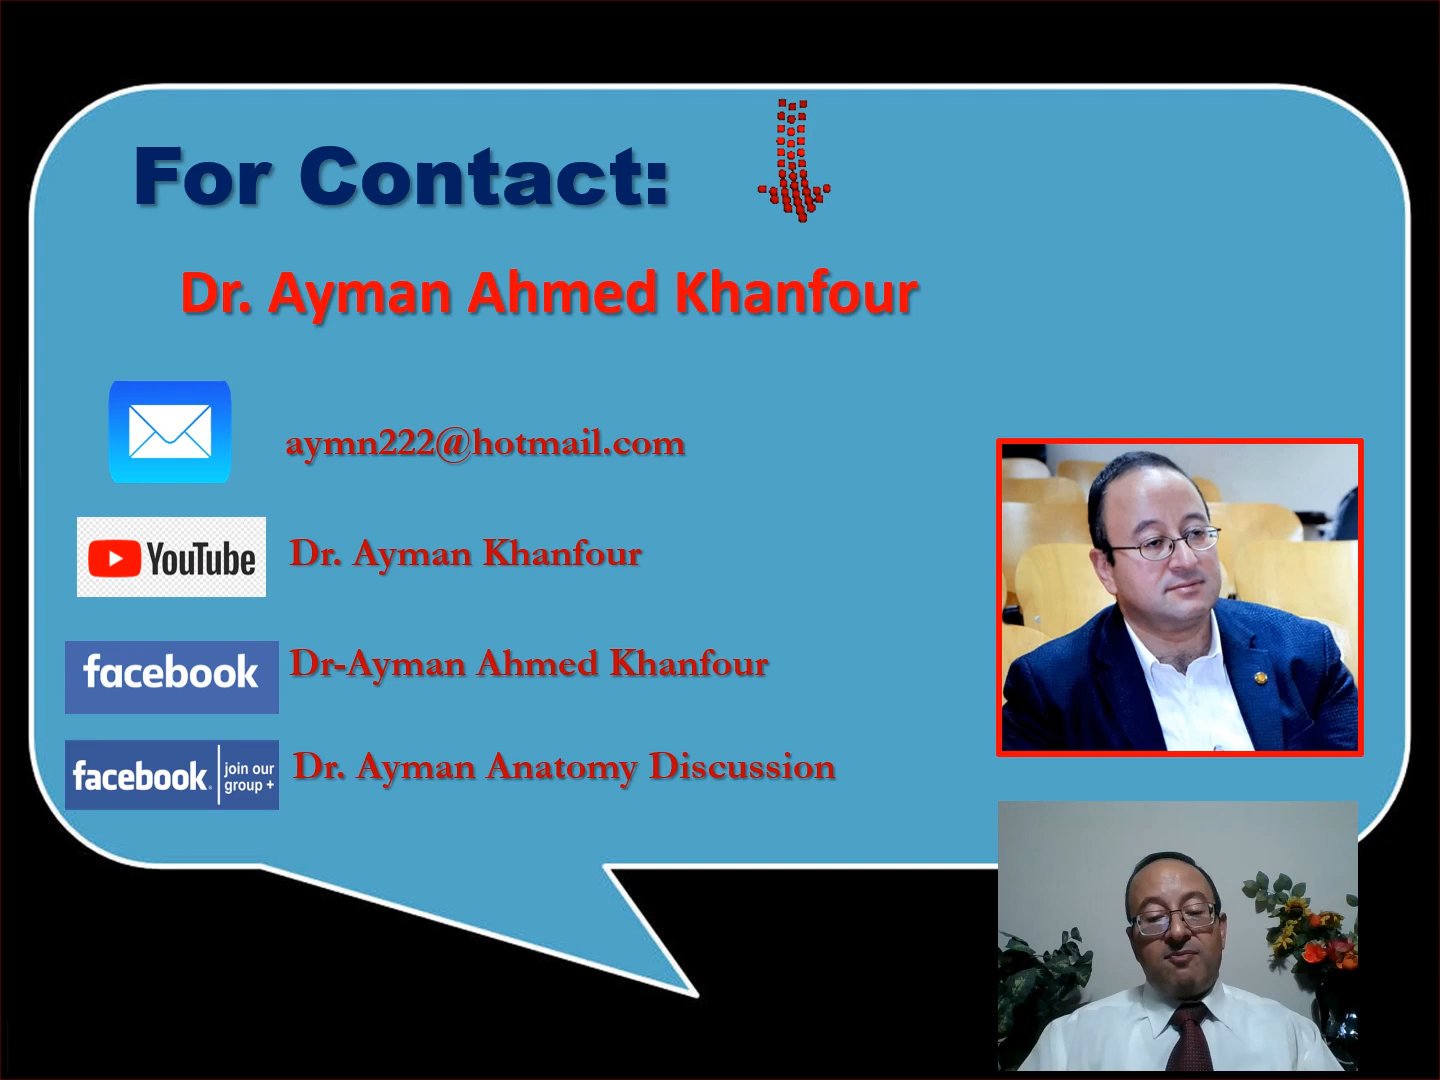 For Contact:
Dr. Ayman Ahmed Khanfour
aymn222@hotmail.com
YouTube
Dr. Ayman Khanfour
facebook
Dr-Ayman Ahmed Khanfour
facebook. join our group +
Dr. Ayman Anatomy Discussion